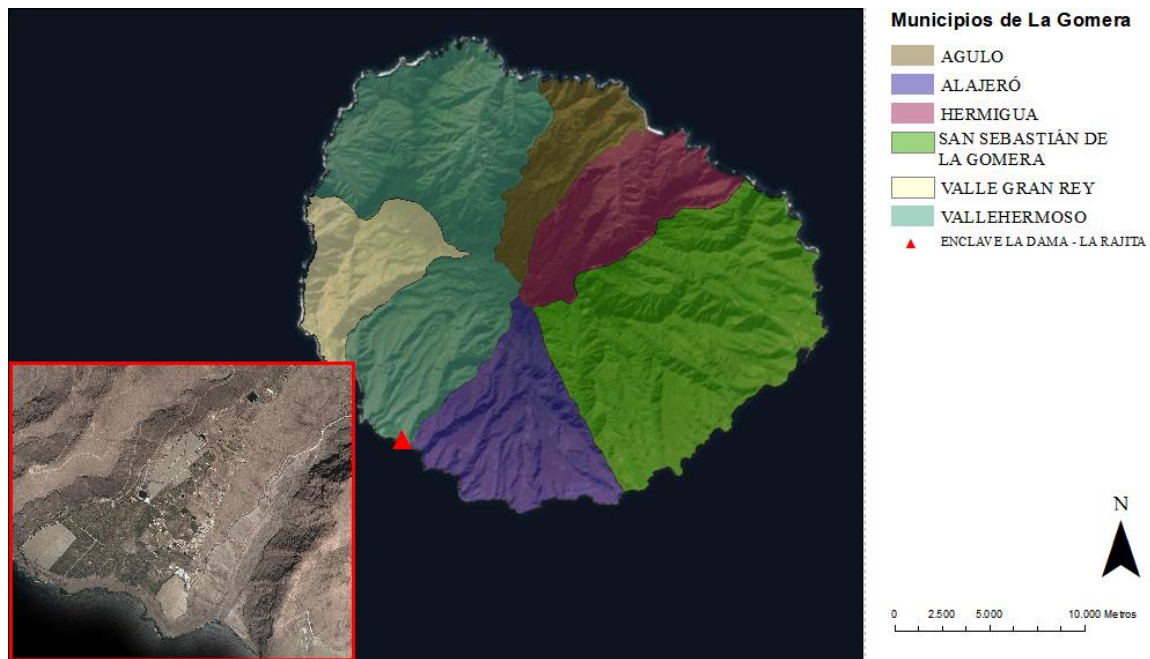 Municipios de La Gomera
AGULO
ALAJERÓ
HERMIGUA
SAN SEBASTIÁN DE
LA GOMERA
VALLE GRAN REY
VALLEHERMOSO
ENCLAVE LA DAMA - LA RAJITA
N
0 2.500 5.000 10.000 Metros